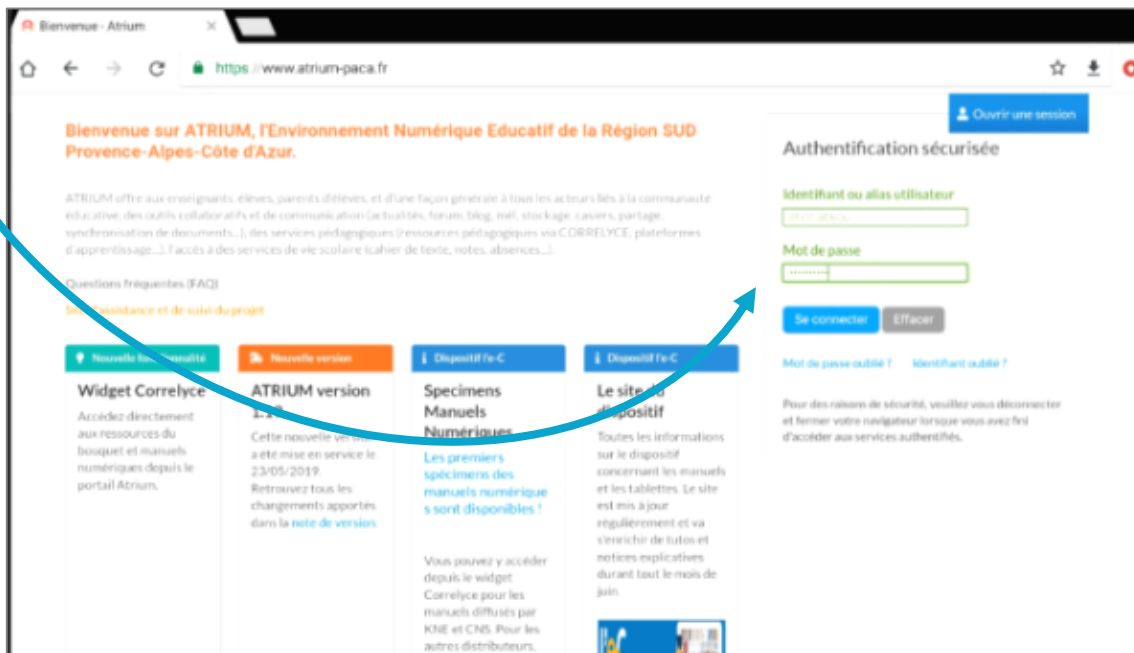 Bienvenue - Atrium
https://www.atrium-paca.fr
Ouvrir une session
Bienvenue sur ATRIUM, l'Environnement Numérique Educatif de la Région SUD
Provence-Alpes-Côte d'Azur.
ATRIUM offre aux enseignants, élèves, parents d'élèves, et d'une façon générale à tous les acteurs liés à la communauté
éducative, des outils collaboratifs et de communication (actualités, forum, blog, mél, stockage, casiers, partage,
synchronisation de documents...), des services pédagogiques (ressources pédagogiques via CORRELYCE, plateformes
d'apprentissage...), l'accès à des services de vie scolaire (cahier de texte, notes, absences...).
Questions fréquentes (FAQ)
assistance et de suivi du projet
Authentification sécurisée
Identifiant ou alias utilisateur
Mot de passe
Se connecter
Effacer
Mot de passe oublié ?
Identifiant oublié ?
Pour des raisons de sécurité, veuillez vous déconnecter
et fermer votre navigateur lorsque vous avez fini
d'accéder aux services authentifiés.
Nouvelle fonctionnalité
Widget Correlyce
Accédez directement
aux ressources du
bouquet et manuels
numériques depuis le
portail Atrium.
Nouvelle version
ATRIUM version
Cette nouvelle version
a été mise en service le
23/05/2019.
Retrouvez tous les
changements apportés
dans la note de version
Dispositif l'e-C
Specimens
Manuels
Numériques
Les premiers
spécimens des
manuels numérique
s sont disponibles !
Vous pouvez y accéder
depuis le widget
Correlyce pour les
manuels diffusés par
KNE et CNS. Pour les
autres distributeurs,
Dispositif l'e-C
Le site du
dispositif
Toutes les informations
sur le dispositif
concernant les manuels
et les tablettes. Le site
est mis à jour
régulièrement et va
s'enrichir de tutos et
notices explicatives
durant tout le mois de
juin.